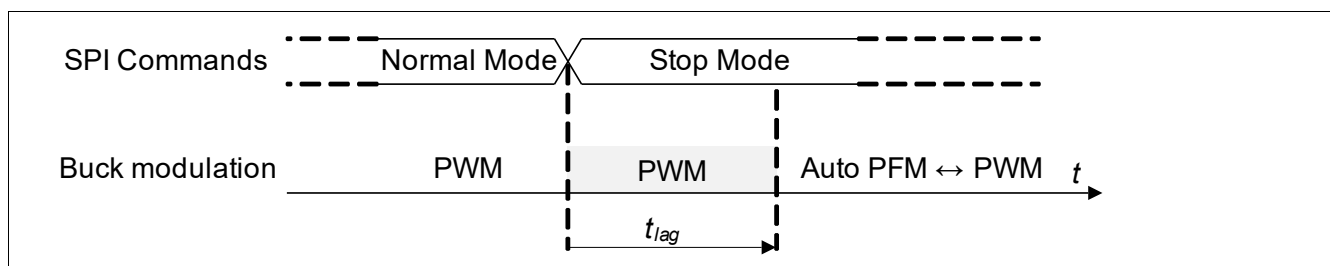 SPI Commands Normal Mode Stop Mode
Buck modulation PWM PWM Auto PFM ↔ PWM t
tlag